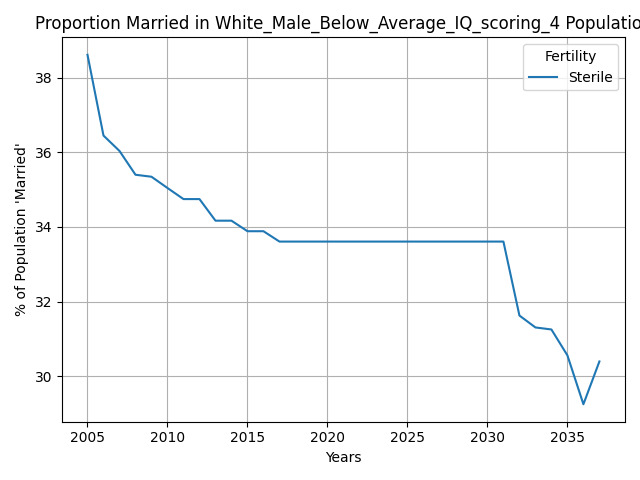 Proportion Married in White_Male_Below_Average_IQ_scoring_4 Populatio
Fertility
Sterile
% of Population 'Married'
38
36
34
32
30
2005 2010 2015 2020 2025 2030 2035
Years